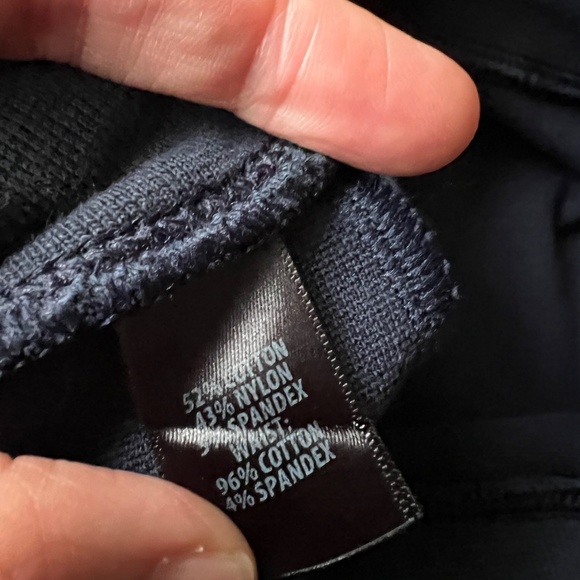 52% COTTON
43% NYLON
5% SPANDEX
WAIST:
96% COTTON
4% SPANDEX